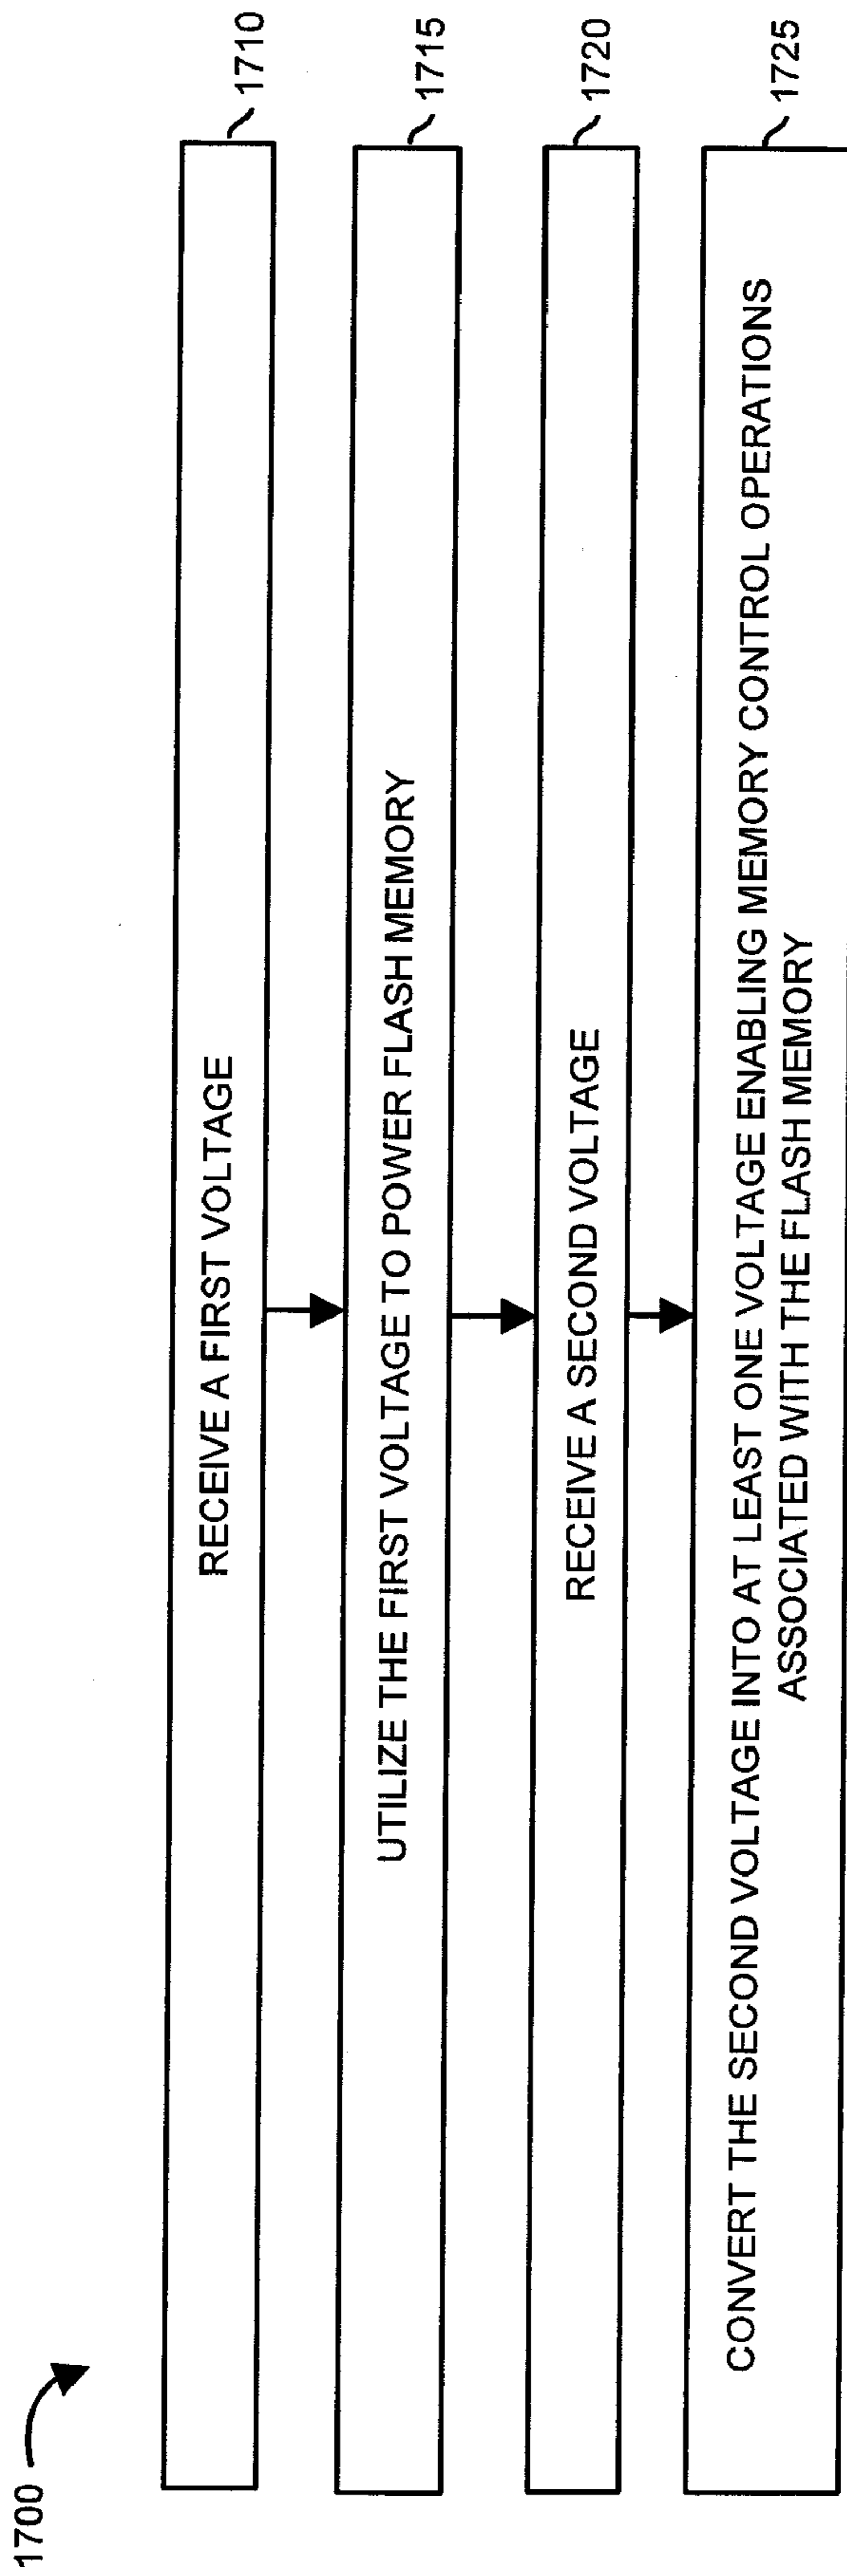 1700
RECEIVE A FIRST VOLTAGE
1710
UTILIZE THE FIRST VOLTAGE TO POWER FLASH MEMORY
1715
RECEIVE A SECOND VOLTAGE
1720
CONVERT THE SECOND VOLTAGE INTO AT LEAST ONE VOLTAGE ENABLING MEMORY CONTROL OPERATIONS
ASSOCIATED WITH THE FLASH MEMORY
1725